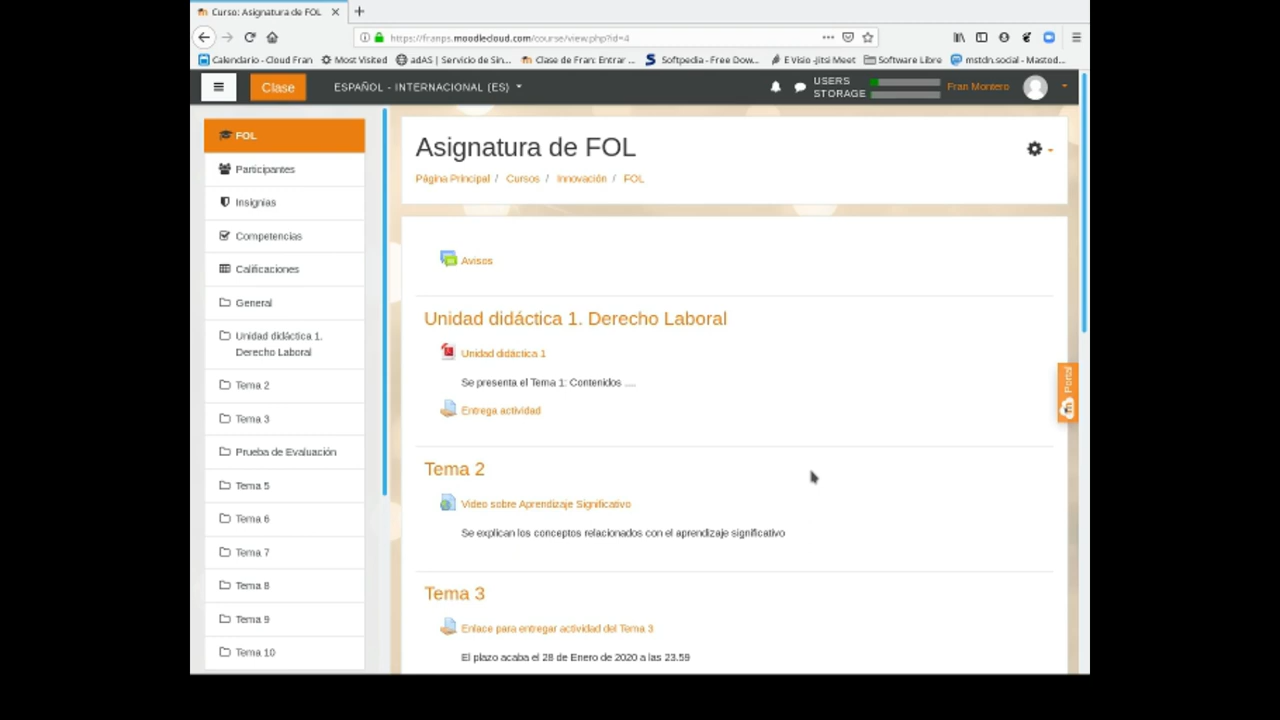 Curso: Asignatura de FOL
https://franps.moodlecloud.com/course/view.php?id=4
Calendario - Cloud Fran
Most Visited
adAS | Servicio de Sin...
Clase de Fran: Entrar ...
Softpedia - Free Dow...
E Visio -Jitsi Meet
Software Libre
mstdn.social - Mastod...
Clase
ESPAÑOL - INTERNACIONAL (ES)
USERS
STORAGE
Fran Montero
FOL
Participantes
Insignias
Competencias
Calificaciones
General
Unidad didáctica 1.
Derecho Laboral
Tema 2
Tema 3
Prueba de Evaluación
Tema 5
Tema 6
Tema 7
Tema 8
Tema 9
Tema 10
Asignatura de FOL
Página Principal / Cursos / Innovación / FOL
Avisos
Unidad didáctica 1. Derecho Laboral
Unidad didáctica 1
Se presenta el Tema 1: Contenidos ....
Entrega actividad
Tema 2
Video sobre Aprendizaje Significativo
Se explican los conceptos relacionados con el aprendizaje significativo
Tema 3
Enlace para entregar actividad del Tema 3
El plazo acaba el 28 de Enero de 2020 a las 23.59
Portal